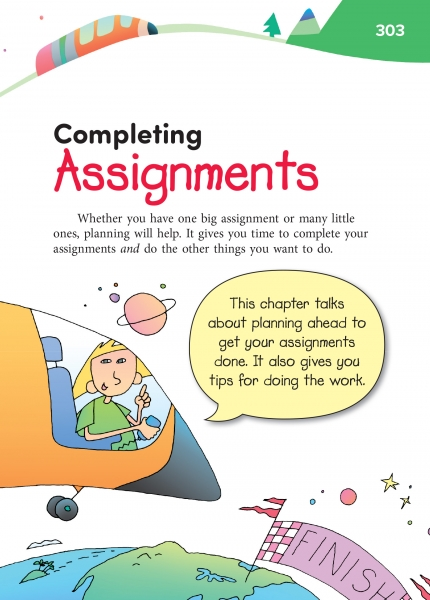 303
Completing
Assignments
Whether you have one big assignment or many little
ones, planning will help. It gives you time to complete your
assignments and do the other things you want to do.
This chapter talks
about planning ahead to
get your assignments
done. It also gives you
tips for doing the work.
FINISH